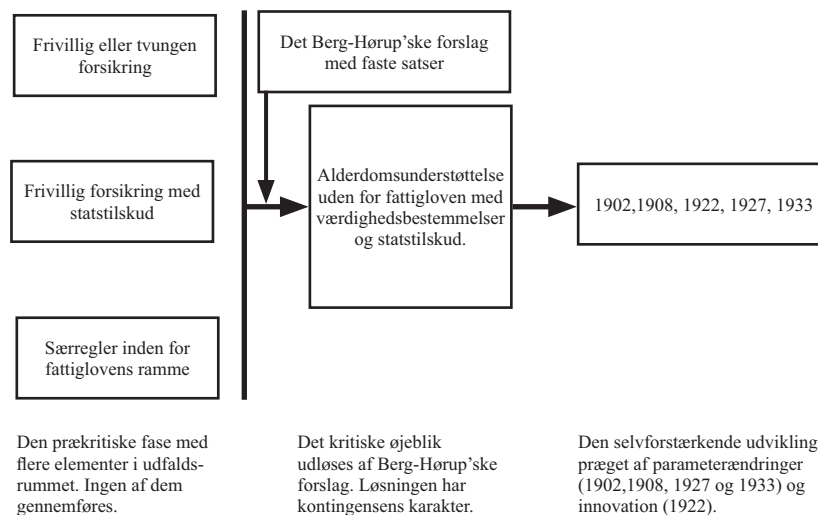 Frivillig eller tvungen
forsikring
Det Berg-Hørup’ske forslag
med faste satser
Frivillig forsikring med
statstilskud
Alderdomsunderstøttelse
uden for fattigloven med
værdighedsbestemmelser
og statstilskud.
1902,1908, 1922, 1927, 1933
Særregler inden for
fattiglovens ramme
Den prækritiske fase med
flere elementer i udfalds-
rummet. Ingen af dem
gennemføres.
Det kritiske øjeblik
udløses af Berg-Hørup’ske
forslag. Løsningen har
kontingensens karakter.
Den selvforstærkende udvikling
præget af parameterændringer
(1902,1908, 1927 og 1933) og
innovation (1922).